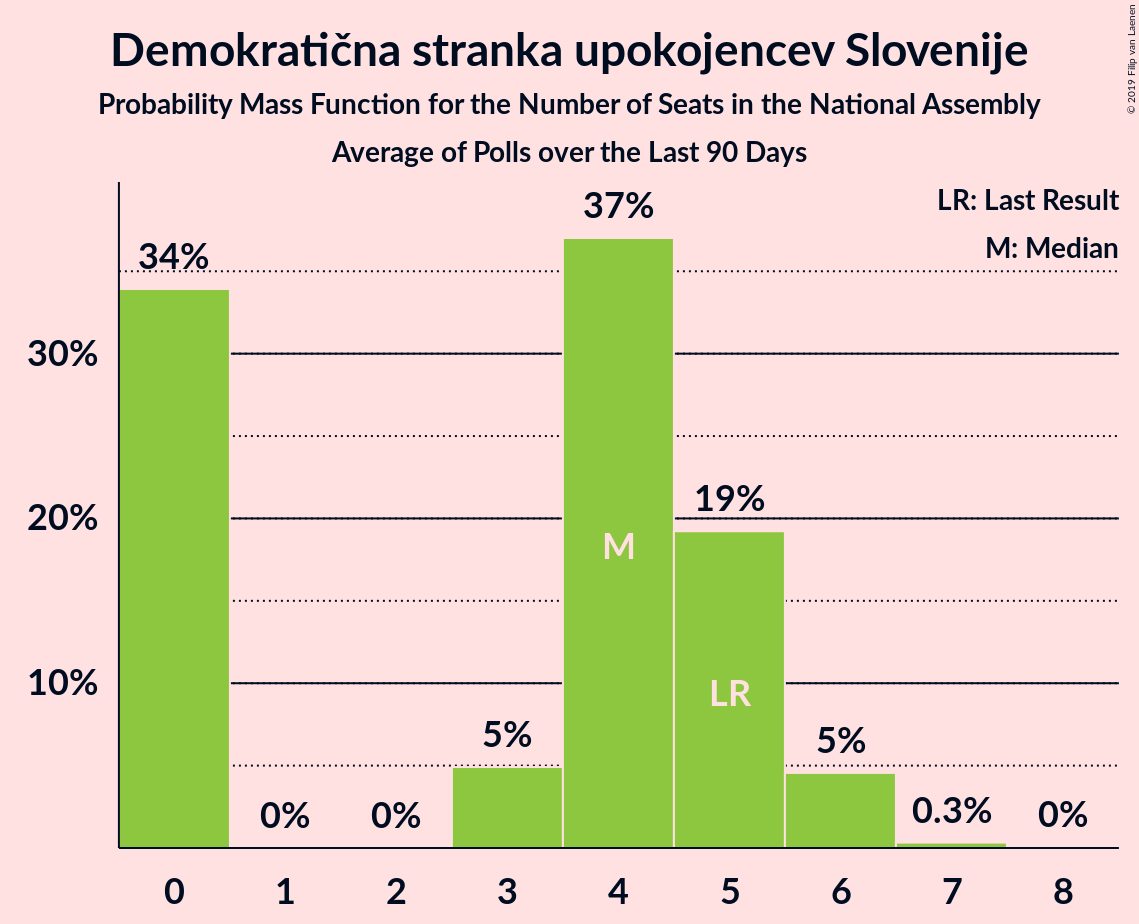 Demokratična stranka upokojencev Slovenije
Probability Mass Function for the Number of Seats in the National Assembly
Average of Polls over the Last 90 Days
© 2019 Filip van Laenen
LR: Last Result
M: Median
37%
34%
30%
19%
20%
M
LR
10%
5%
5%
0%
0%
0.3%
0%
0 1 2 3 4 5 6 7 8